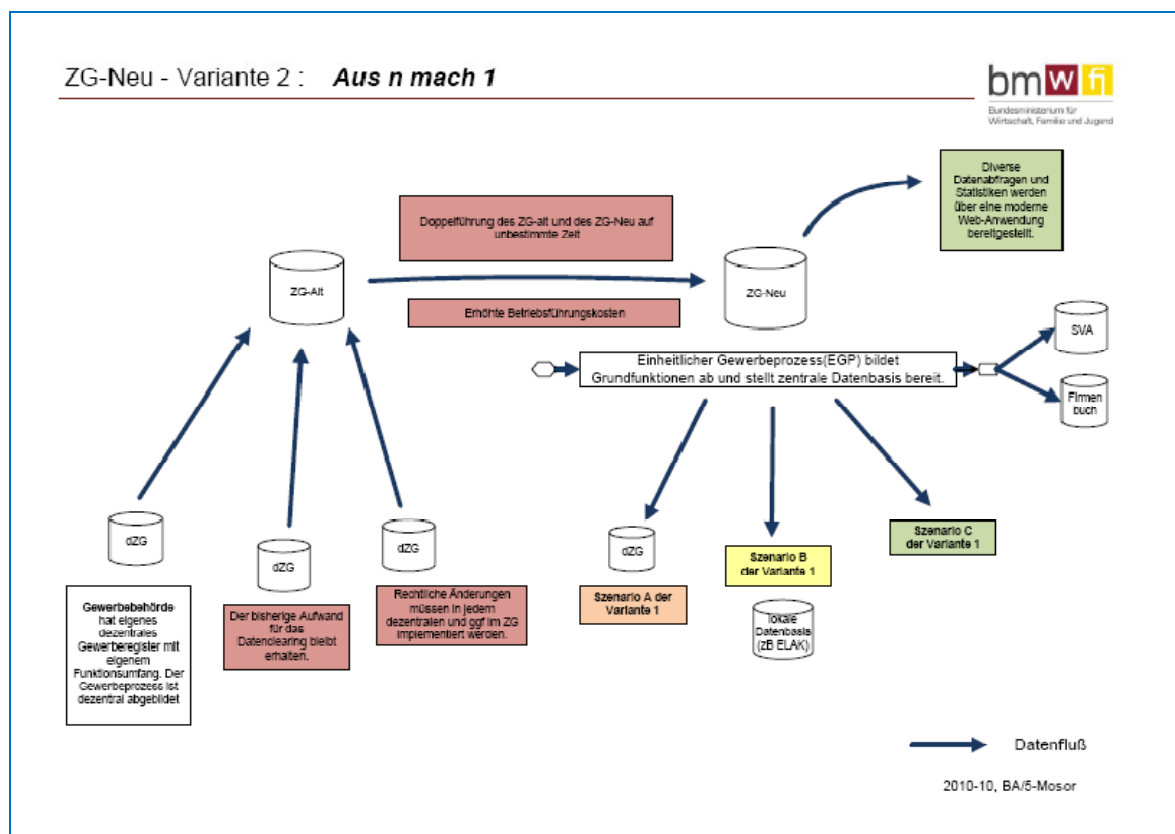 ZG-Neu - Variante 2 : Aus n mach 1
bmwfi
Bundesministerium für
Wirtschaft, Familie und Jugend
Diverse
Datenabfragen und
Statistiken werden
über eine moderne
Web-Anwendung
bereitgestellt.
Doppelführung des ZG-alt und des ZG-Neu auf
unbestimmte Zeit
ZG-Alt
ZG-Neu
Erhöhte Betriebsführungskosten
SVA
Einheitlicher Gewerbeprozess(EGP) bildet
Grundfunktionen ab und stellt zentrale Datenbasis bereit.
Firmen
buch
dZG
dZG
dZG
dZG
Gewerbebehörde
hat eigenes
dezentrales
Gewerberegister mit
eigenem
Funktionsumfang. Der
Gewerbeprozess ist
dezentral abgebildet
Der bisherige Aufwand
für das
Datenclearing bleibt
erhalten.
Rechtliche Änderungen
müssen in jedem
dezentralen und ggf im ZG
implementiert werden.
Szenario A der
Variante 1
Szenario B
der Variante 1
lokale
Datenbasis
(zB ELAK)
Szenario C
der Variante 1
Datenfluß
2010-10, BA/5-Mosor